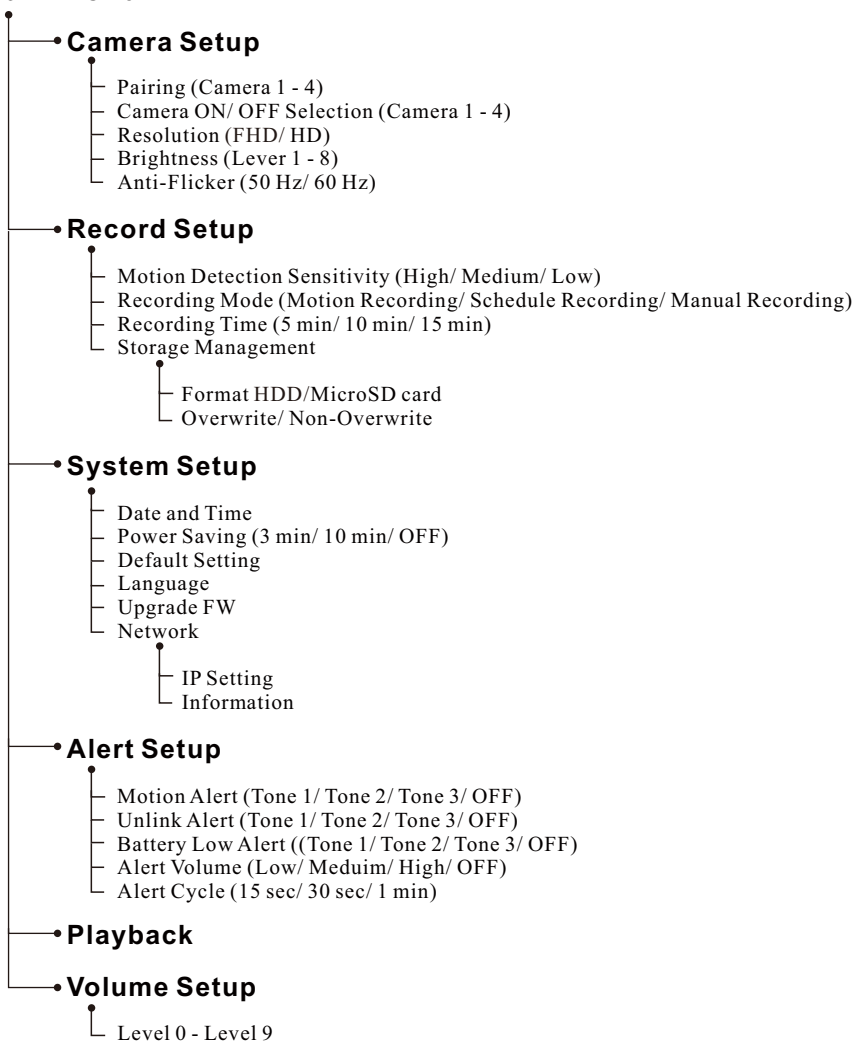 Camera Setup
Pairing (Camera 1 - 4)
Camera ON/ OFF Selection (Camera 1 - 4)
Resolution (FHD/ HD)
Brightness (Lever 1 - 8)
Anti-Flicker (50 Hz/ 60 Hz)
Record Setup
Motion Detection Sensitivity (High/ Medium/ Low)
Recording Mode (Motion Recording/ Schedule Recording/ Manual Recording)
Recording Time (5 min/ 10 min/ 15 min)
Storage Management
Format HDD/MicroSD card
Overwrite/ Non-Overwrite
System Setup
Date and Time
Power Saving (3 min/ 10 min/ OFF)
Default Setting
Language
Upgrade FW
Network
IP Setting
Information
Alert Setup
Motion Alert (Tone 1/ Tone 2/ Tone 3/ OFF)
Unlink Alert (Tone 1/ Tone 2/ Tone 3/ OFF)
Battery Low Alert ((Tone 1/ Tone 2/ Tone 3/ OFF)
Alert Volume (Low/ Meduim/ High/ OFF)
Alert Cycle (15 sec/ 30 sec/ 1 min)
Playback
Volume Setup
Level 0 - Level 9